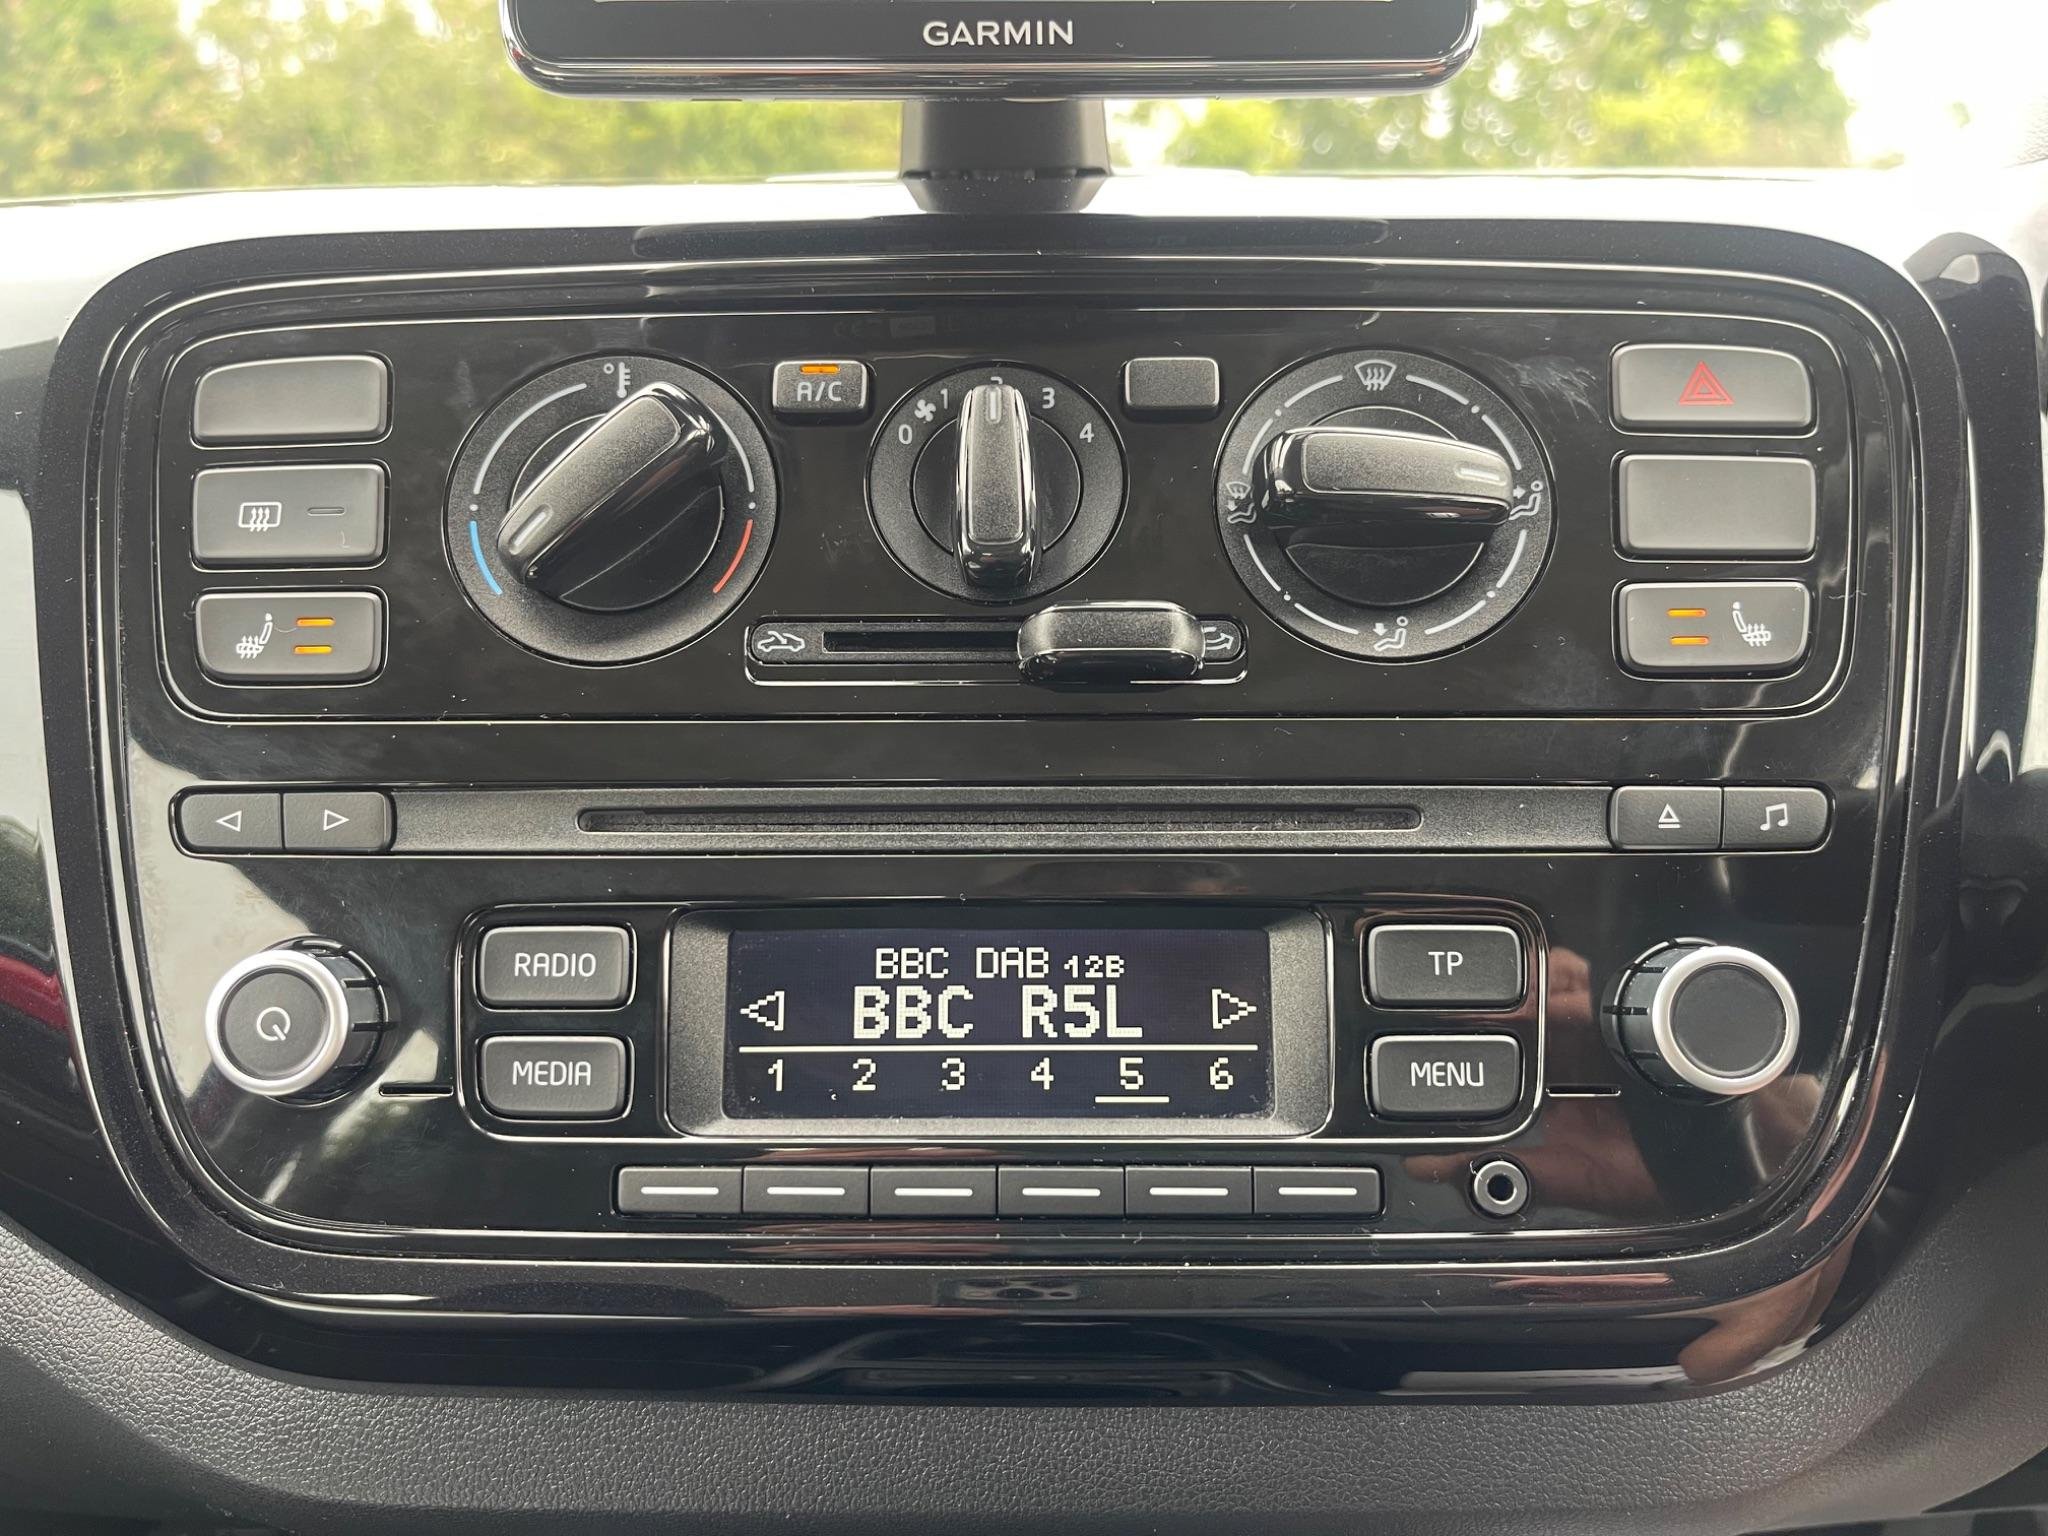 GARMIN
A/C
0 1 2 3 4
RADIO
MEDIA
BBC DAB 12B
BBC R5L
1 2 3 4 5 6
TP
MENU